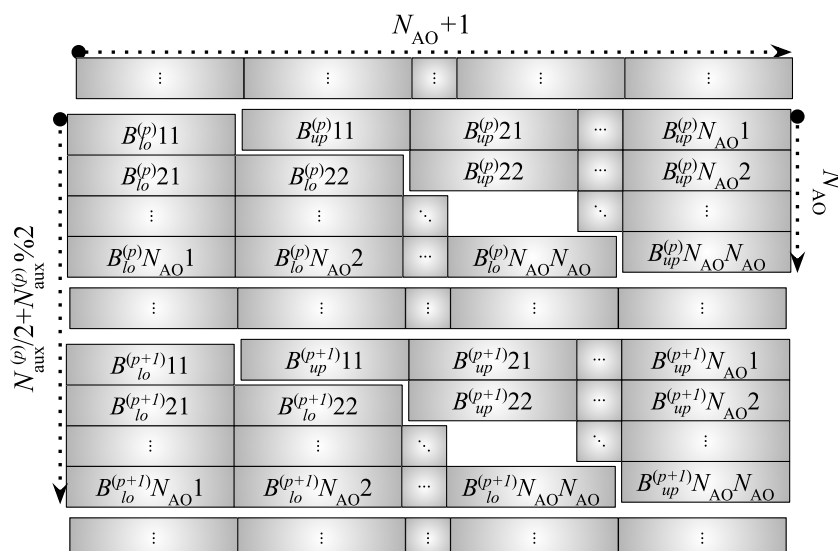 N_AO+1
⋮ ⋮ ⋮ ⋮ ⋮
B_lo^(p)11 B_up^(p)11 B_up^(p)21 ... B_up^(p)N_AO1
B_lo^(p)21 B_lo^(p)22 B_up^(p)22 ... B_up^(p)N_AO2
⋮ ⋮ ⋱ ⋱ ⋮
B_lo^(p)N_AO1 B_lo^(p)N_AO2 ... B_lo^(p)N_AON_AO B_up^(p)N_AON_AO
N_AO
N_aux^(p)/2+N_aux^(p)%2
⋮ ⋮ ⋮ ⋮ ⋮
B_lo^(p+1)11 B_up^(p+1)11 B_up^(p+1)21 ... B_up^(p+1)N_AO1
B_lo^(p+1)21 B_lo^(p+1)22 B_up^(p+1)22 ... B_up^(p+1)N_AO2
⋮ ⋮ ⋱ ⋱ ⋮
B_lo^(p+1)N_AO1 B_lo^(p+1)N_AO2 ... B_lo^(p+1)N_AON_AO B_up^(p+1)N_AON_AO
⋮ ⋮ ⋮ ⋮ ⋮